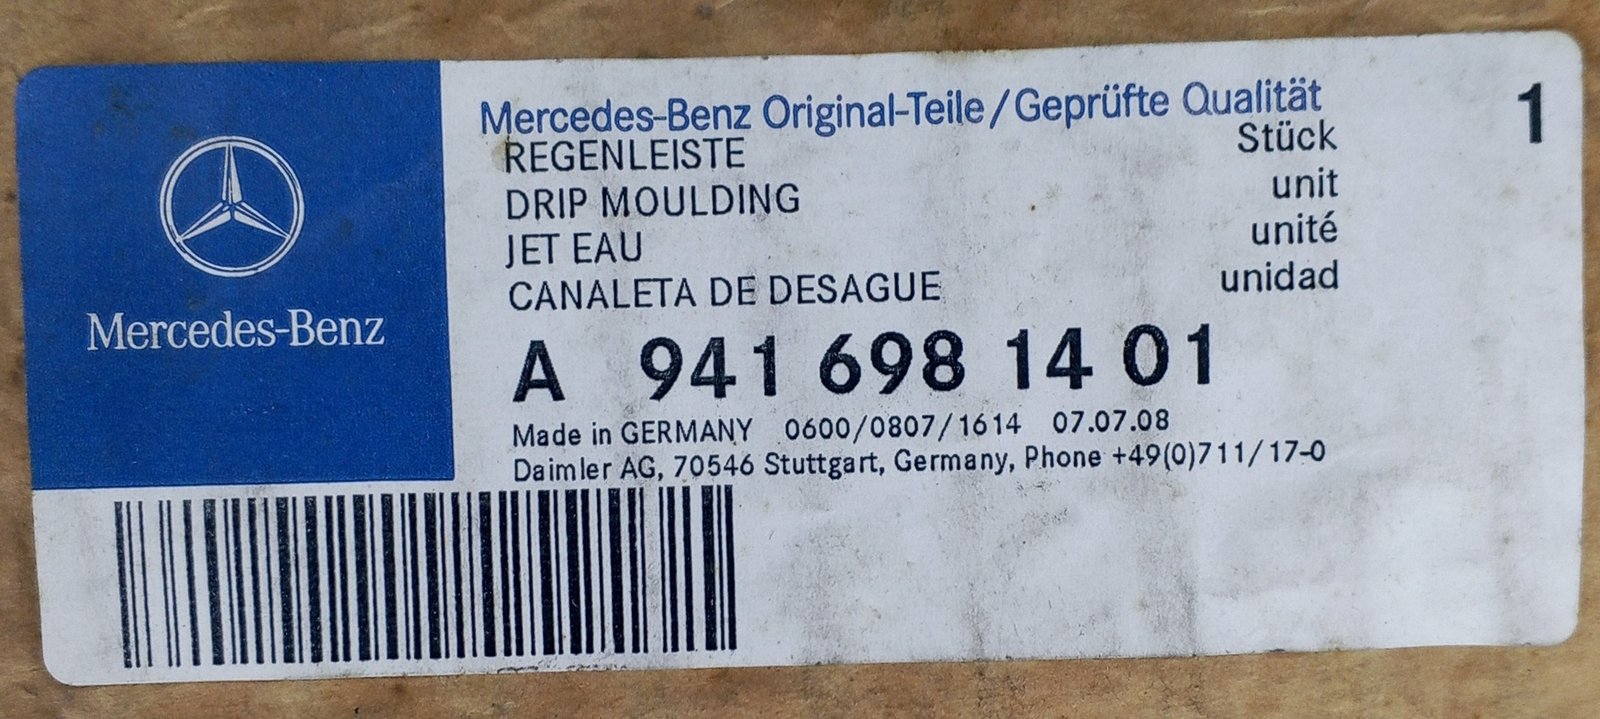 Mercedes-Benz
Mercedes-Benz Original-Teile/Geprüfte Qualität
REGENLEISTE Stück 1
DRIP MOULDING unit
JET EAU unité
CANALETA DE DESAGUE unidad
A 941 698 14 01
Made in GERMANY 0600/0807/1614 07.07.08
Daimler AG, 70546 Stuttgart, Germany, Phone +49(0)711/17-0